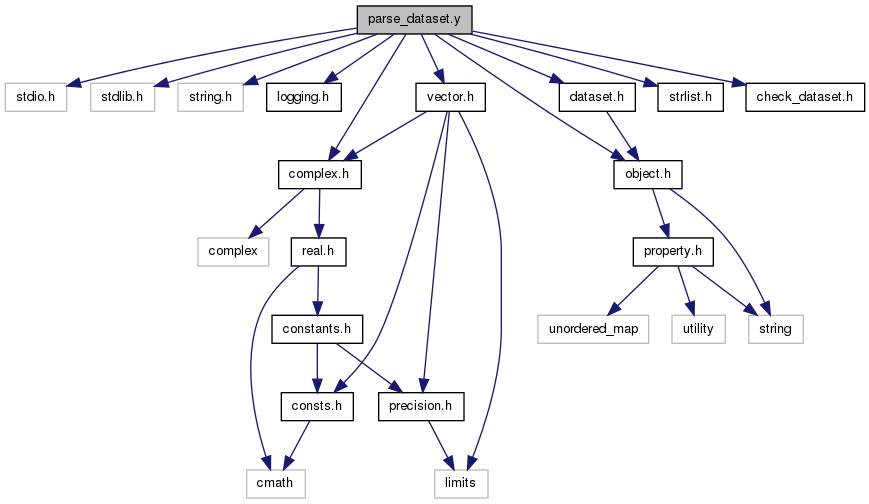 parse_dataset.y
stdio.h
stdlib.h
string.h
logging.h
vector.h
dataset.h
strlist.h
check_dataset.h
complex.h
object.h
complex
real.h
property.h
constants.h
unordered_map
utility
string
consts.h
precision.h
cmath
limits